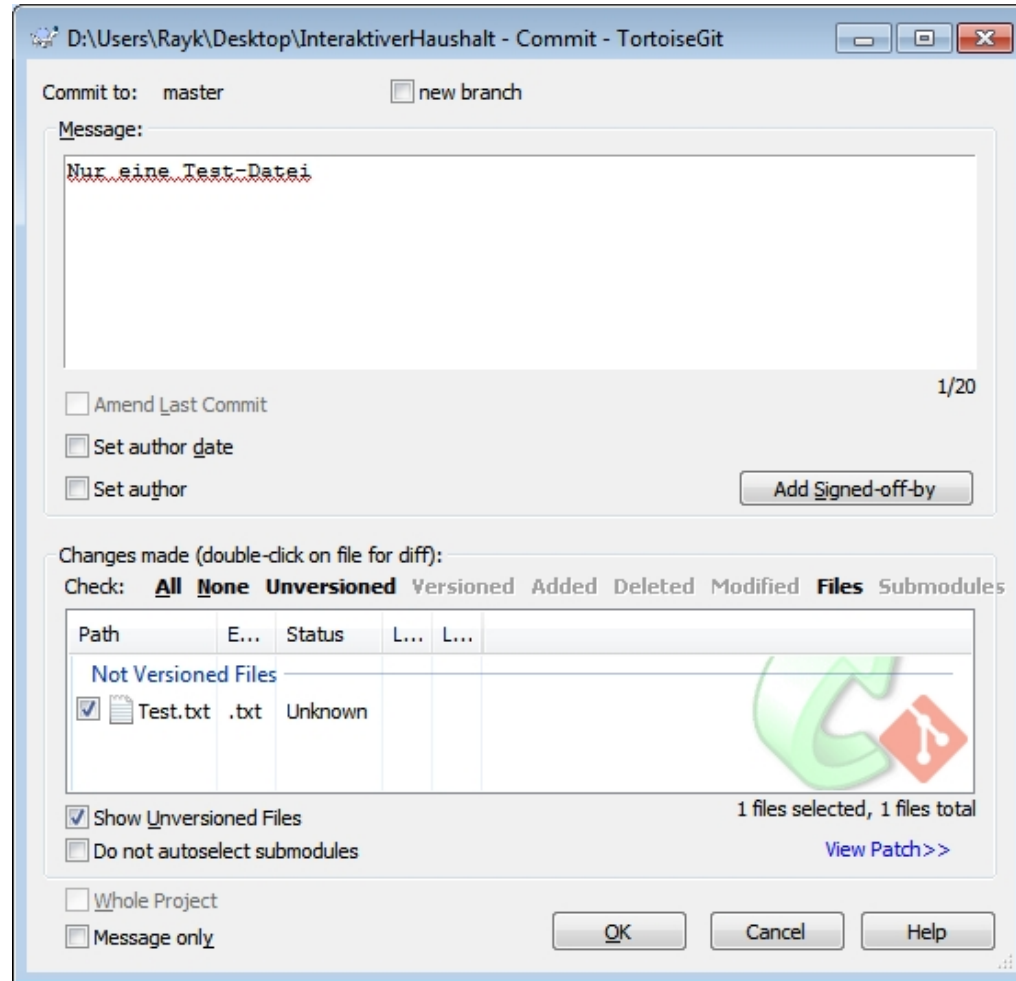 D:\Users\Rayk\Desktop\InteraktiverHaushalt - Commit - TortoiseGit
Commit to: master new branch
Message:
Nur eine Test-Datei
1/20
Amend Last Commit
Set author date
Set author Add Signed-off-by
Changes made (double-click on file for diff):
Check: All None Unversioned Versioned Added Deleted Modified Files Submodules
Path E... Status L... L...
Not Versioned Files
Test.txt .txt Unknown
Show Unversioned Files 1 files selected, 1 files total
Do not autoselect submodules View Patch>>
Whole Project
Message only OK Cancel Help